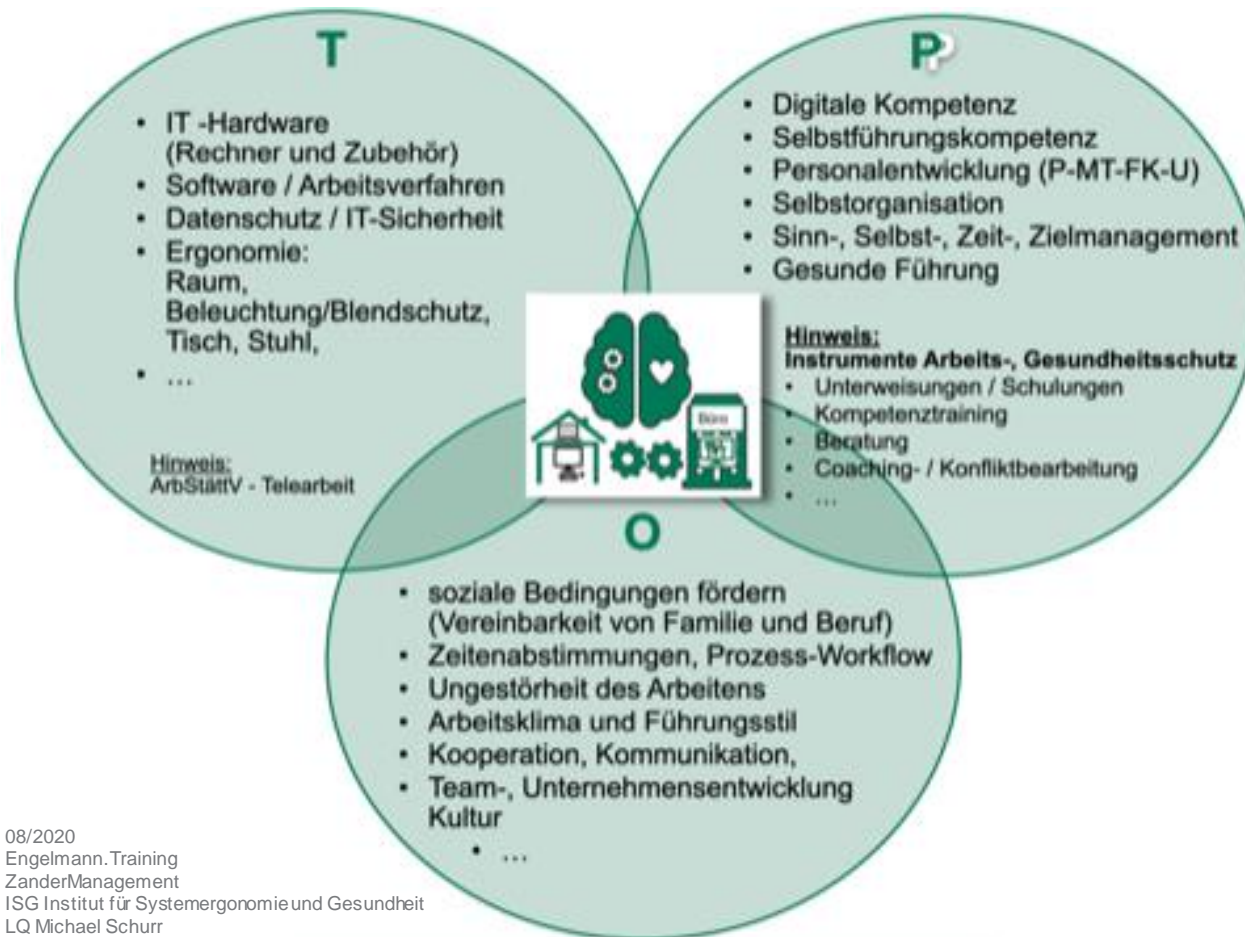 T
• IT -Hardware
(Rechner und Zubehör)
• Software / Arbeitsverfahren
• Datenschutz / IT-Sicherheit
• Ergonomie:
Raum,
Beleuchtung/Blendschutz,
Tisch, Stuhl,
• ...
Hinweis:
ArbStättV - Telearbeit
P
• Digitale Kompetenz
• Selbstführungskompetenz
• Personalentwicklung (P-MT-FK-U)
• Selbstorganisation
• Sinn-, Selbst-, Zeit-, Zielmanagement
• Gesunde Führung
Hinweis:
Instrumente Arbeits-, Gesundheitsschutz
• Unterweisungen / Schulungen
• Kompetenztraining
• Beratung
• Coaching- / Konfliktbearbeitung
• ...
Büro
O
• soziale Bedingungen fördern
(Vereinbarkeit von Familie und Beruf)
• Zeitenabstimmungen, Prozess-Workflow
• Ungestörheit des Arbeitens
• Arbeitsklima und Führungsstil
• Kooperation, Kommunikation,
• Team-, Unternehmensentwicklung
Kultur
• ...
08/2020
Engelmann.Training
ZanderManagement
ISG Institut für Systemergonomie und Gesundheit
LQ Michael Schurr